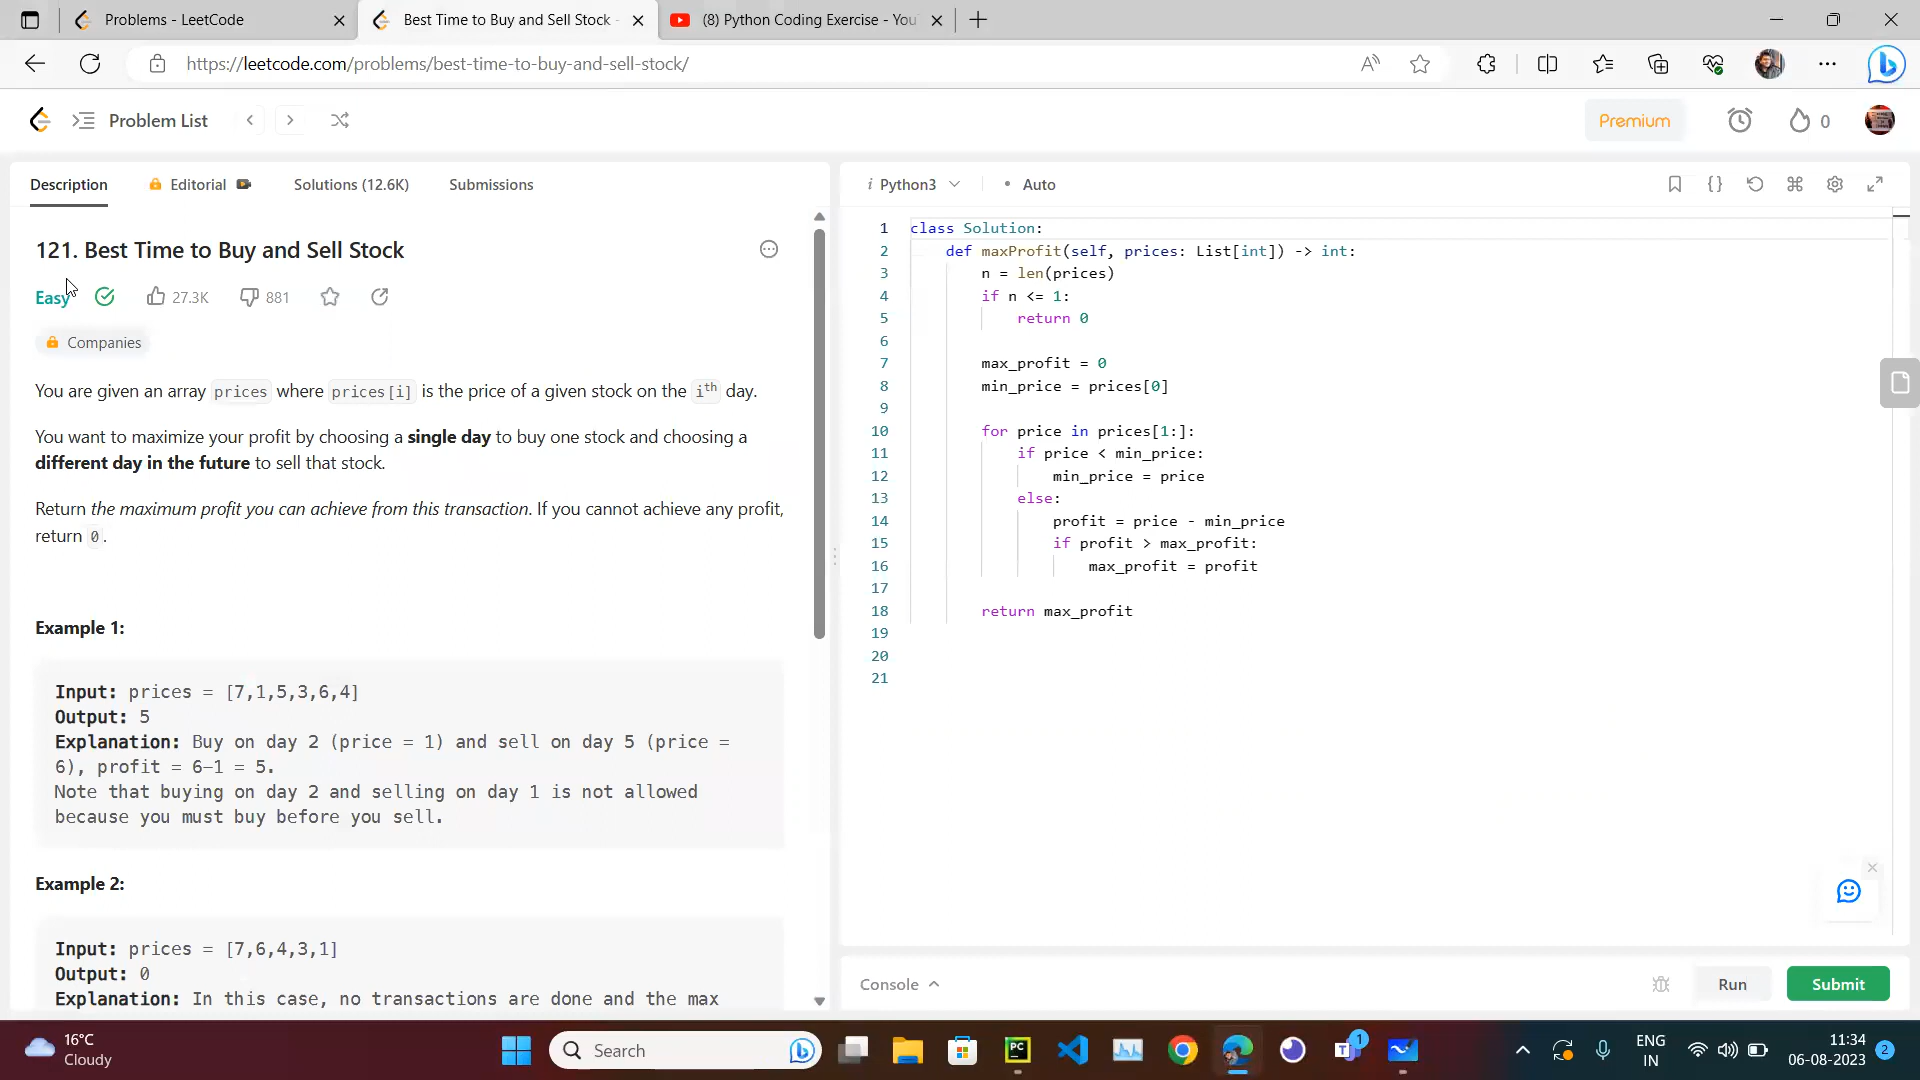 Problems - LeetCode
Best Time to Buy and Sell Stock -
(8) Python Coding Exercise - You
https://leetcode.com/problems/best-time-to-buy-and-sell-stock/
Problem List
Premium
0
Description
Editorial
Solutions (12.6K)
Submissions
121. Best Time to Buy and Sell Stock
Easy
27.3K
881
Companies
You are given an array prices where prices[i] is the price of a given stock on the ith day.
You want to maximize your profit by choosing a single day to buy one stock and choosing a
different day in the future to sell that stock.
Return the maximum profit you can achieve from this transaction. If you cannot achieve any profit,
return 0.
Example 1:
Input: prices = [7,1,5,3,6,4]
Output: 5
Explanation: Buy on day 2 (price = 1) and sell on day 5 (price =
6), profit = 6-1 = 5.
Note that buying on day 2 and selling on day 1 is not allowed
because you must buy before you sell.
Example 2:
Input: prices = [7,6,4,3,1]
Output: 0
Explanation: In this case, no transactions are done and the max
i Python3
• Auto
1 class Solution:
2 def maxProfit(self, prices: List[int]) -> int:
3 n = len(prices)
4 if n <= 1:
5 return 0
6
7 max_profit = 0
8 min_price = prices[0]
9
10 for price in prices[1:]:
11 if price < min_price:
12 min_price = price
13 else:
14 profit = price - min_price
15 if profit > max_profit:
16 max_profit = profit
17
18 return max_profit
19
20
21
Console
Run
Submit
16°C
Cloudy
Search
PC
1
ENG
IN
11:34
06-08-2023
2